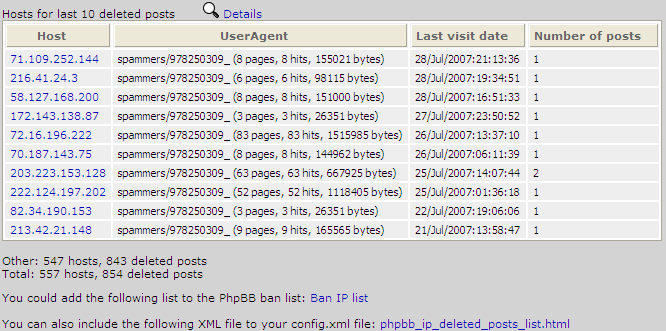 Hosts for last 10 deleted posts Details
Host UserAgent Last visit date Number of posts
71.109.252.144 spammers/978250309_ (8 pages, 8 hits, 155021 bytes) 28/Jul/2007:21:13:36 1
216.41.24.3 spammers/978250309_ (6 pages, 6 hits, 98115 bytes) 28/Jul/2007:19:34:51 1
58.127.168.200 spammers/978250309_ (8 pages, 8 hits, 151000 bytes) 28/Jul/2007:16:51:33 1
172.143.138.87 spammers/978250309_ (3 pages, 3 hits, 26351 bytes) 27/Jul/2007:23:50:52 1
72.16.196.222 spammers/978250309_ (83 pages, 83 hits, 1515985 bytes) 26/Jul/2007:13:37:10 1
70.187.143.75 spammers/978250309_ (8 pages, 8 hits, 144962 bytes) 26/Jul/2007:06:11:39 1
203.223.153.128 spammers/978250309_ (63 pages, 63 hits, 667925 bytes) 25/Jul/2007:14:07:44 2
222.124.197.202 spammers/978250309_ (52 pages, 52 hits, 1118405 bytes) 25/Jul/2007:01:36:18 1
82.34.190.153 spammers/978250309_ (3 pages, 3 hits, 26351 bytes) 22/Jul/2007:19:06:06 1
213.42.21.148 spammers/978250309_ (9 pages, 9 hits, 165565 bytes) 21/Jul/2007:13:58:47 1
Other: 547 hosts, 843 deleted posts
Total: 557 hosts, 854 deleted posts
You could add the following list to the PhpBB ban list: Ban IP list
You can also include the following XML file to your config.xml file: phpbb_ip_deleted_posts_list.html